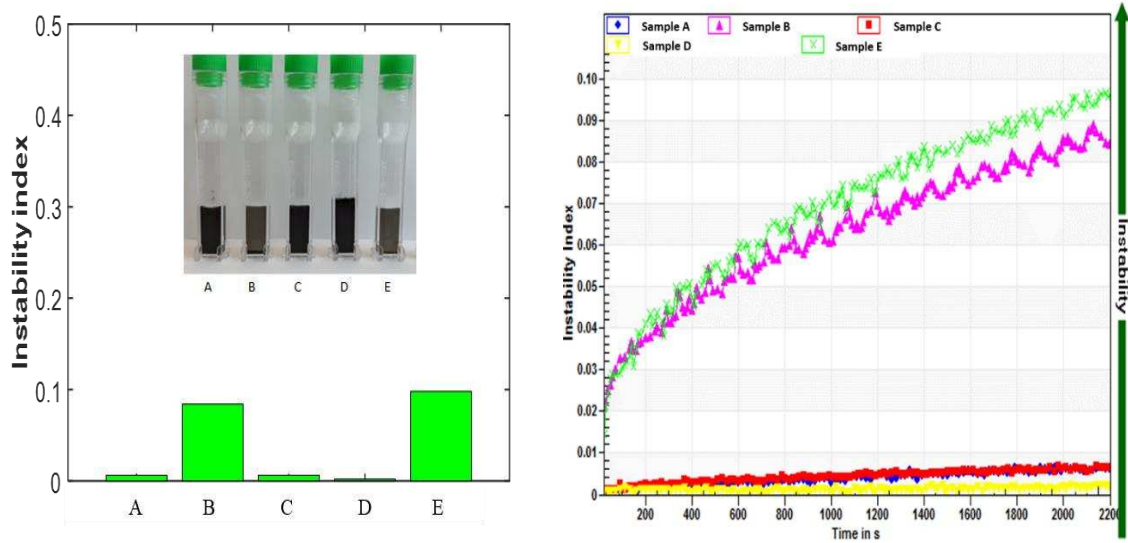 Instability index
0.5
0.4
0.3
0.2
0.1
0
A B C D E
A B C D E
Sample A Sample B Sample C
Sample D Sample E
Instability Index
0.10
0.09
0.08
0.07
0.06
0.05
0.04
0.03
0.02
0.01
0
200 400 600 800 1000 1200 1400 1600 1800 2000 2200
Time in s
Instability